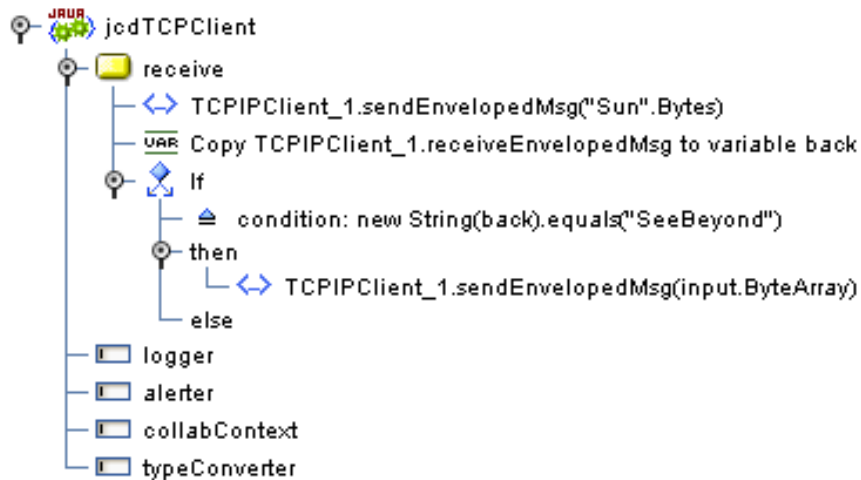 JAVA jcdTCPClient
receive
TCPIPClient_1.sendEnvelopedMsg("Sun".Bytes)
VAR Copy TCPIPClient_1.receiveEnvelopedMsg to variable back
If
condition: new String(back).equals("SeeBeyond")
then
TCPIPClient_1.sendEnvelopedMsg(input.ByteArray)
else
logger
alerter
collabContext
typeConverter